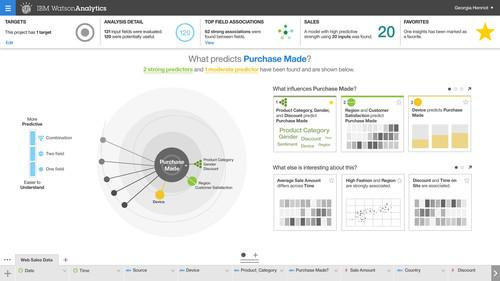 IBM Watson Analytics
Georgia Henriot
TARGETS
This project has 1 target
Edit
ANALYSIS DETAIL
121 input fields were evaluated.
120 were potentially useful.
120
TOP FIELD ASSOCIATIONS
52 strong associations were found between fields.
View
SALES
A model with high predictive
strength using 20 inputs was found.
20
FAVORITES
One insights has been marked as
a favorite.
What predicts Purchase Made?
2 strong predictors and 1 moderate predictor have been found and are shown below.
More
Predictive
Combination
Two field
One field
Easier to
Understand
Purchase
Made
Product Category
Gender
Discount
Region
Customer Satisfaction
Device
What influences Purchase Made?
1
Product Category, Gender,
and Discount predict
Purchase Made
Product Category
Gender Discount
Sentiment Device Region
2
Region and Customer
Satisfaction predict
Purchase Made
3
Device predicts Purchase
Made
What else is interesting about this?
Average Sale Amount
differs across Time
High Fashion and Region
are strongly associated.
Discount and Time on
Site are associated.
Web Sales Data
+
Date
Time
Source
Device
Product_Category
Purchase Made?
Sale Amount
Country
Discount